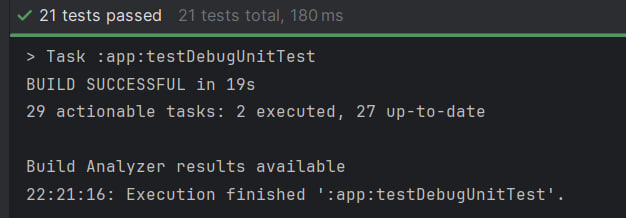 21 tests passed 21 tests total, 180 ms
> Task :app:testDebugUnitTest
BUILD SUCCESSFUL in 19s
29 actionable tasks: 2 executed, 27 up-to-date
Build Analyzer results available
22:21:16: Execution finished ':app:testDebugUnitTest'.